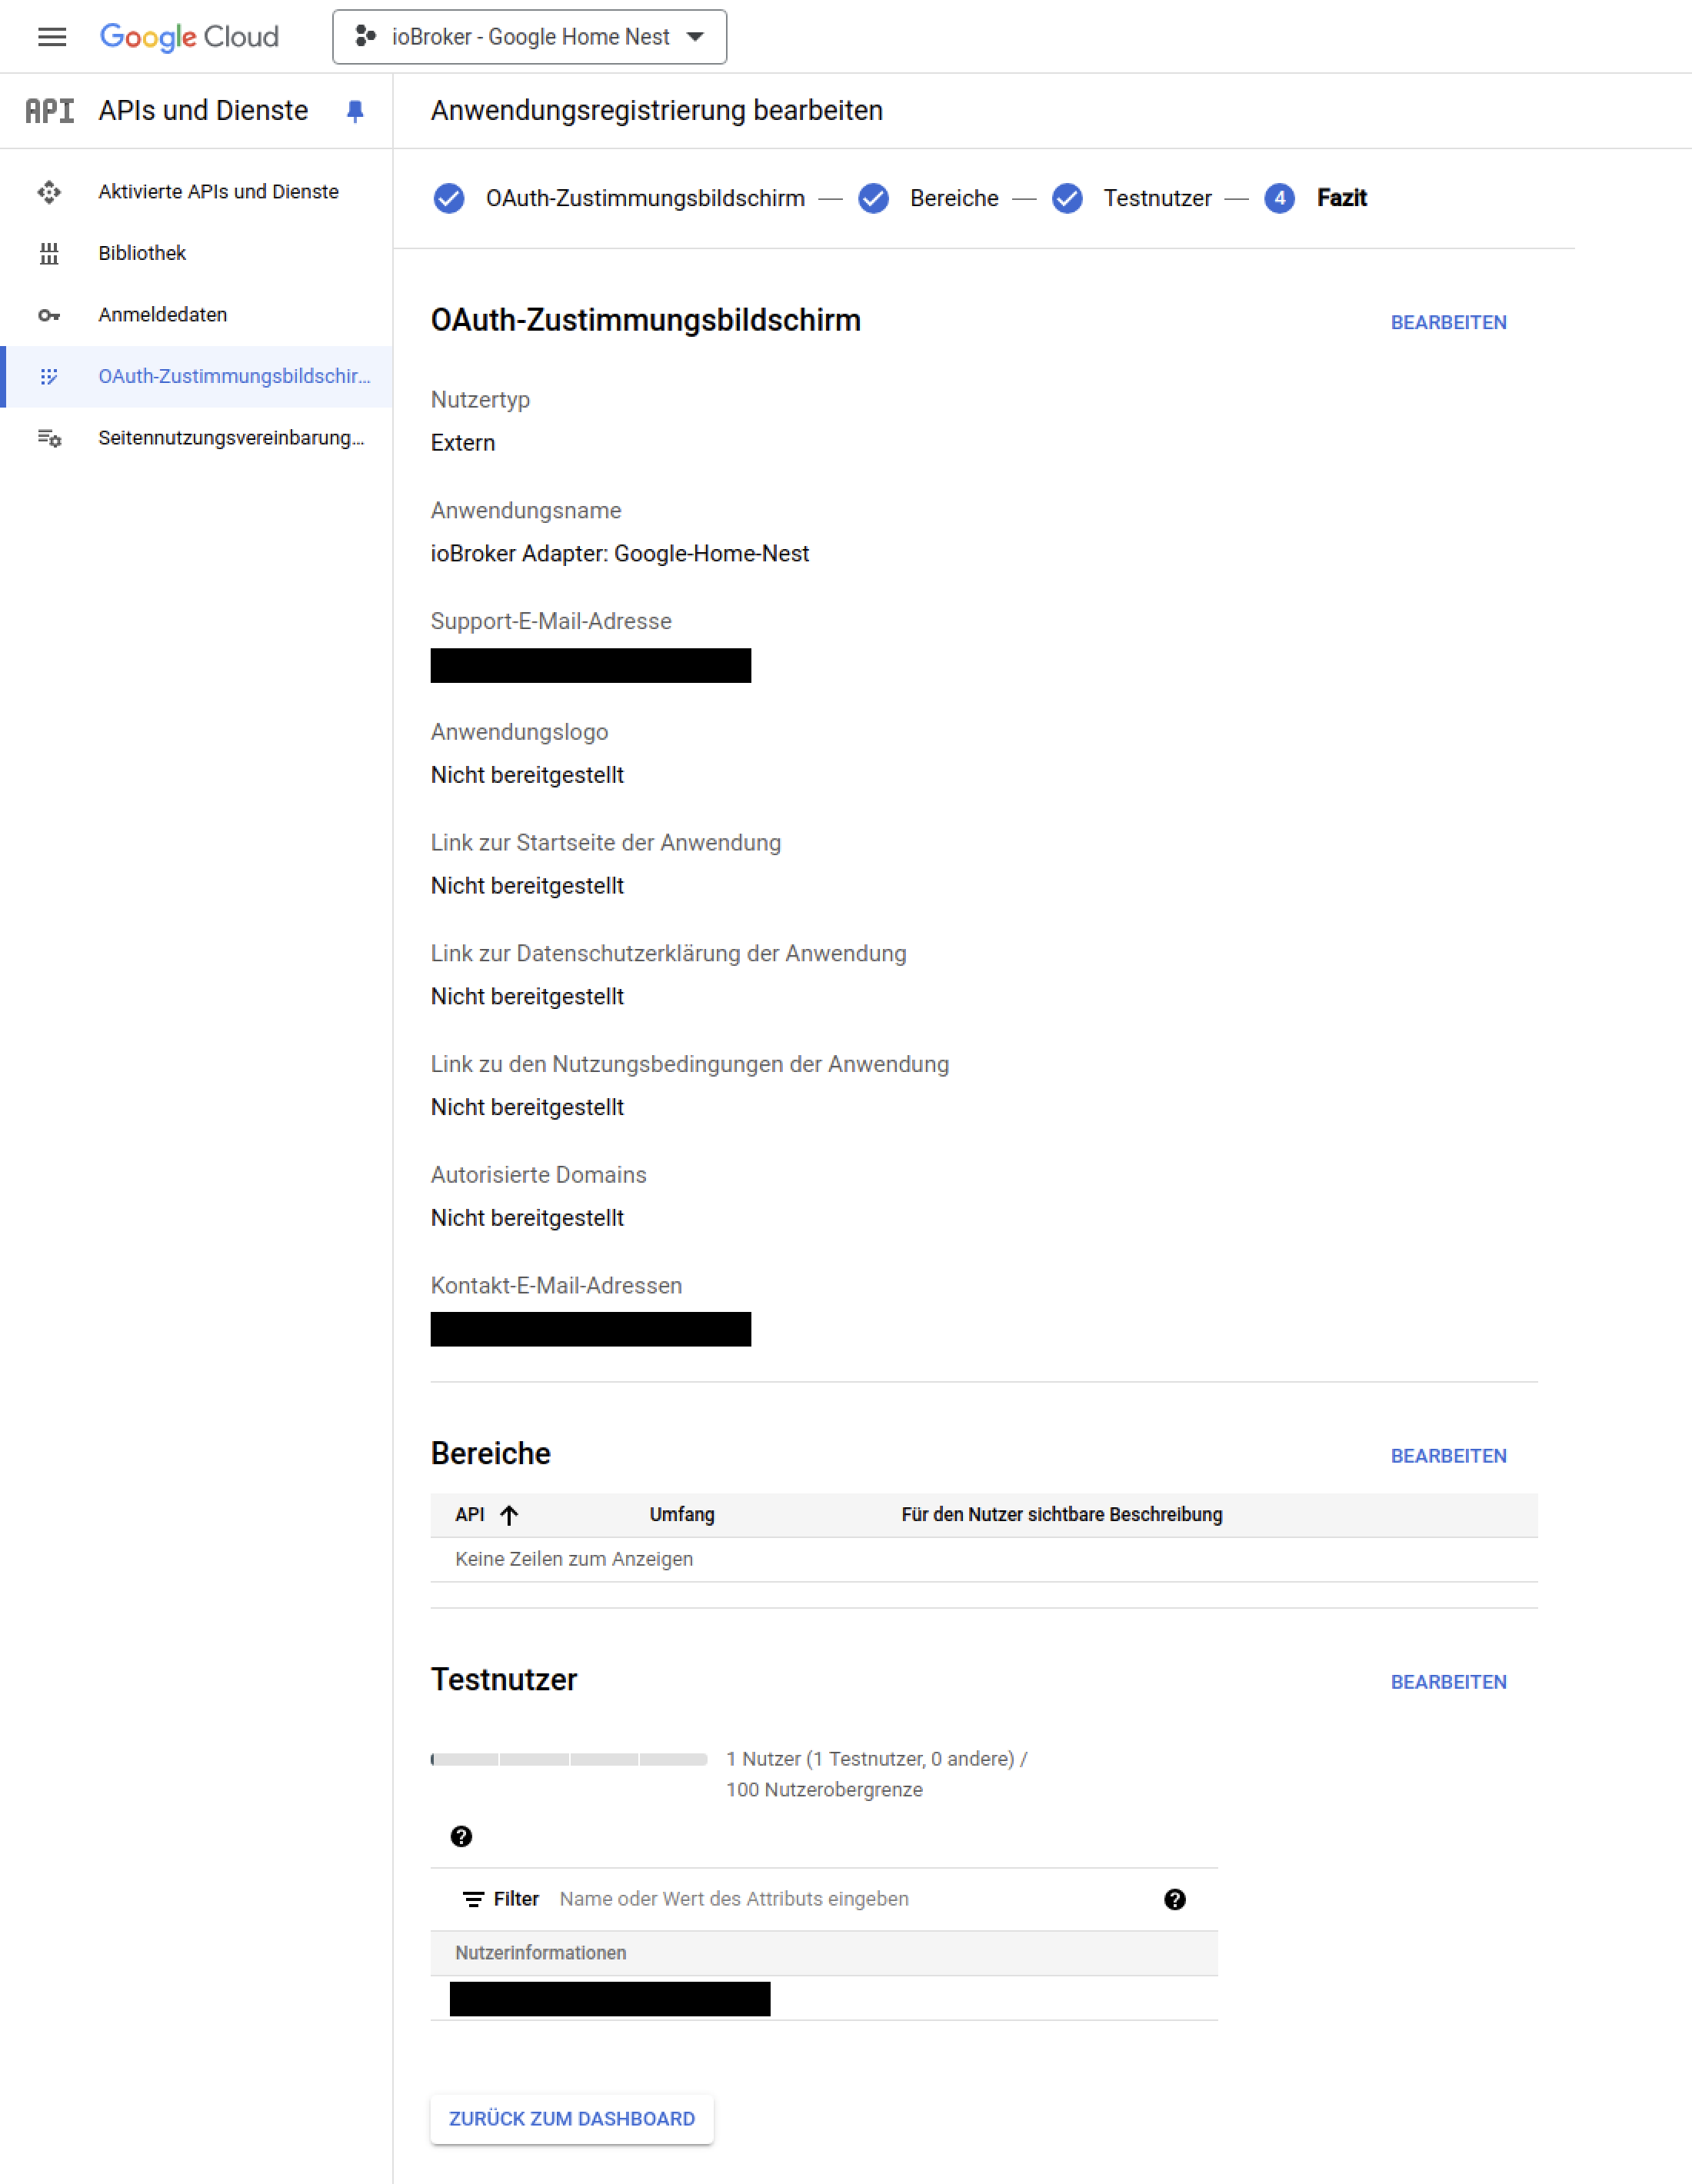 Google Cloud
ioBroker - Google Home Nest
API APIs und Dienste
Anwendungsregistrierung bearbeiten
Aktivierte APIs und Dienste
Bibliothek
Anmeldedaten
OAuth-Zustimmungsbildschir...
Seitennutzungsvereinbarung...
OAuth-Zustimmungsbildschirm — Bereiche — Testnutzer — 4 Fazit
OAuth-Zustimmungsbildschirm BEARBEITEN
Nutzertyp
Extern
Anwendungsname
ioBroker Adapter: Google-Home-Nest
Support-E-Mail-Adresse
Anwendungslogo
Nicht bereitgestellt
Link zur Startseite der Anwendung
Nicht bereitgestellt
Link zur Datenschutzerklärung der Anwendung
Nicht bereitgestellt
Link zu den Nutzungsbedingungen der Anwendung
Nicht bereitgestellt
Autorisierte Domains
Nicht bereitgestellt
Kontakt-E-Mail-Adressen
Bereiche BEARBEITEN
API Umfang Für den Nutzer sichtbare Beschreibung
Keine Zeilen zum Anzeigen
Testnutzer BEARBEITEN
1 Nutzer (1 Testnutzer, 0 andere) /
100 Nutzerobergrenze
?
Filter Name oder Wert des Attributs eingeben ?
Nutzerinformationen
ZURÜCK ZUM DASHBOARD